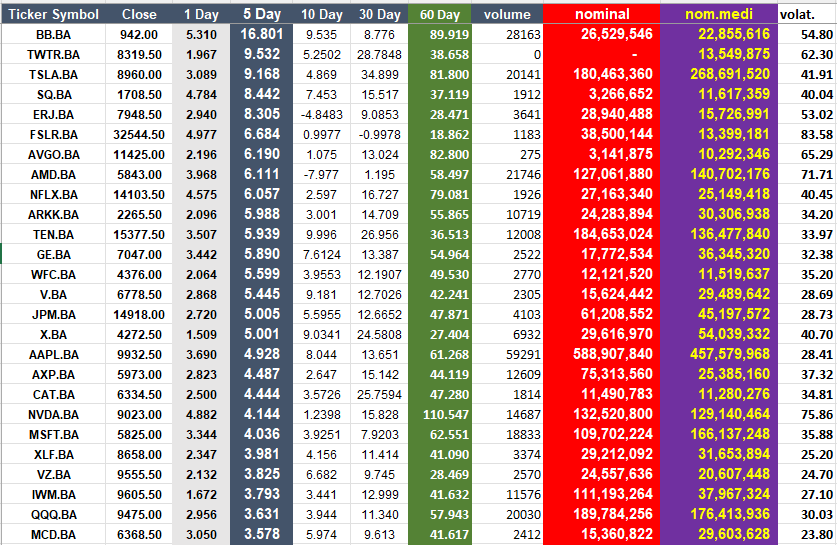 Ticker Symbol Close 1 Day 5 Day 10 Day 30 Day 60 Day volume nominal nom.medi volat.
BB.BA 942.00 5.310 16.801 9.535 8.776 89.919 28163 26,529,546 22,855,616 54.80
TWTR.BA 8319.50 1.967 9.532 5.2502 28.7848 38.658 0 - 13,549,875 62.30
TSLA.BA 8960.00 3.089 9.168 4.869 34.899 81.800 20141 180,463,360 268,691,520 41.91
SQ.BA 1708.50 4.784 8.442 7.453 15.517 37.119 1912 3,266,652 11,617,359 40.04
ERJ.BA 7948.50 2.940 8.305 -4.8483 9.0853 28.471 3641 28,940,488 15,726,991 53.02
FSLR.BA 32544.50 4.977 6.684 0.9977 -0.9978 18.862 1183 38,500,144 13,399,181 83.58
AVGO.BA 11425.00 2.196 6.190 1.075 13.024 82.800 275 3,141,875 10,292,346 65.29
AMD.BA 5843.00 3.968 6.111 -7.977 1.195 58.497 21746 127,061,880 140,702,176 71.71
NFLX.BA 14103.50 4.575 6.057 2.597 16.727 79.081 1926 27,163,340 25,149,418 40.45
ARKK.BA 2265.50 2.096 5.988 3.001 14.709 55.865 10719 24,283,894 30,306,938 34.20
TEN.BA 15377.50 3.507 5.939 9.996 26.956 36.513 12008 184,653,024 136,477,840 33.97
GE.BA 7047.00 3.442 5.890 7.6124 13.387 54.964 2522 17,772,534 36,345,320 32.38
WFC.BA 4376.00 2.064 5.599 3.9553 12.1907 49.530 2770 12,121,520 11,519,637 35.20
V.BA 6778.50 2.868 5.445 9.181 12.7026 42.241 2305 15,624,442 29,489,642 28.69
JPM.BA 14918.00 2.720 5.005 5.5955 12.6652 47.871 4103 61,208,552 45,197,572 28.73
X.BA 4272.50 1.509 5.001 9.0341 24.5808 27.404 6932 29,616,970 54,039,332 40.70
AAPL.BA 9932.50 3.690 4.928 8.044 13.651 61.268 59291 588,907,840 457,579,968 28.41
AXP.BA 5973.00 2.823 4.487 2.647 15.142 44.119 12609 75,313,560 25,385,160 37.32
CAT.BA 6334.50 2.500 4.444 3.5726 25.7594 47.280 1814 11,490,783 11,280,276 34.81
NVDA.BA 9023.00 4.882 4.144 1.2398 15.828 110.547 14687 132,520,800 129,140,464 75.86
MSFT.BA 5825.00 3.344 4.036 3.9251 7.9203 62.551 18833 109,702,224 166,137,248 35.88
XLF.BA 8658.00 2.347 3.981 4.156 11.414 41.090 3374 29,212,092 31,653,894 25.20
VZ.BA 9555.50 2.132 3.825 6.682 9.745 28.469 2570 24,557,636 20,607,448 24.70
IWM.BA 9605.50 1.672 3.793 3.441 12.999 41.632 11576 111,193,264 37,967,324 27.10
QQQ.BA 9475.00 2.956 3.631 3.944 11.340 57.943 20030 189,784,256 176,413,936 30.03
MCD.BA 6368.50 3.050 3.578 5.974 9.613 41.617 2412 15,360,822 29,603,628 23.80